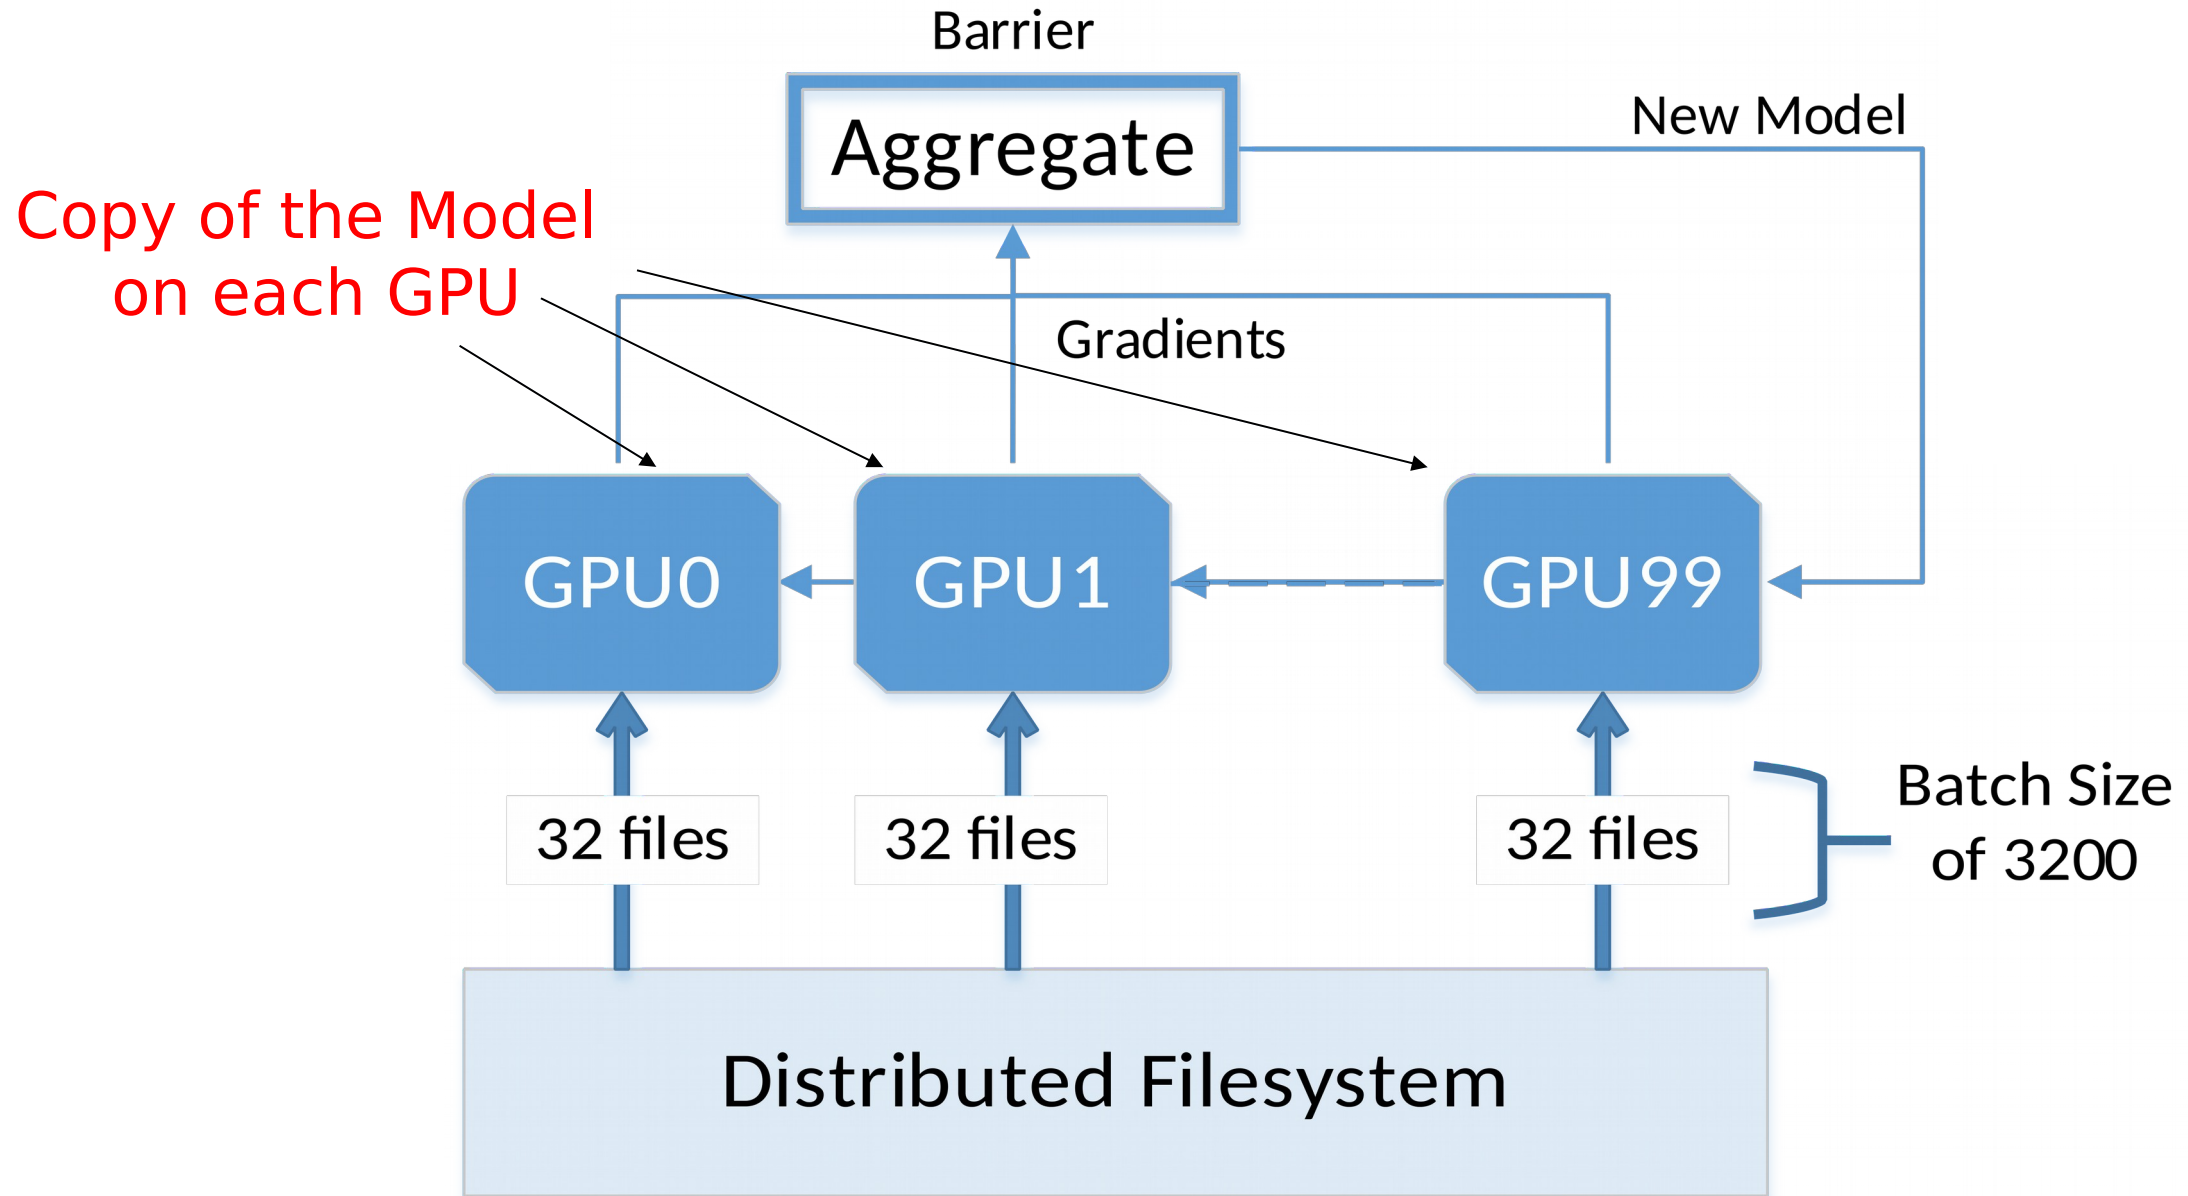 Barrier
Aggregate
New Model
Copy of the Model
on each GPU
Gradients
GPU0
GPU1
GPU99
32 files
32 files
32 files
Batch Size
of 3200
Distributed Filesystem